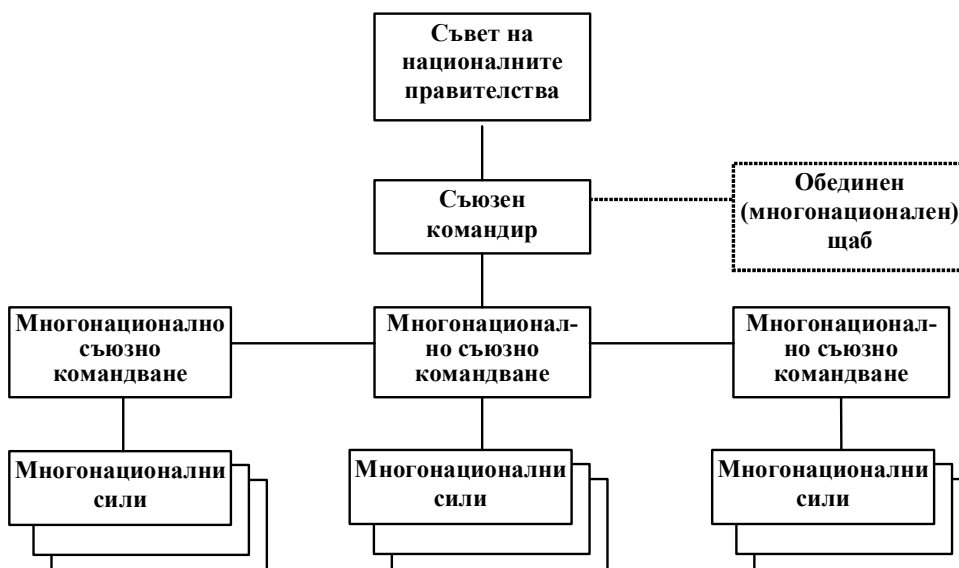 Съвет на
националните
правителства
Съюзен
командир
Обединен
(многонационален)
щаб
Многонационално
съюзно
командване
Многонационал-
но съюзно
командване
Многонационал-
но съюзно
командване
Многонационални
сили
Многонационални
сили
Многонационални
сили